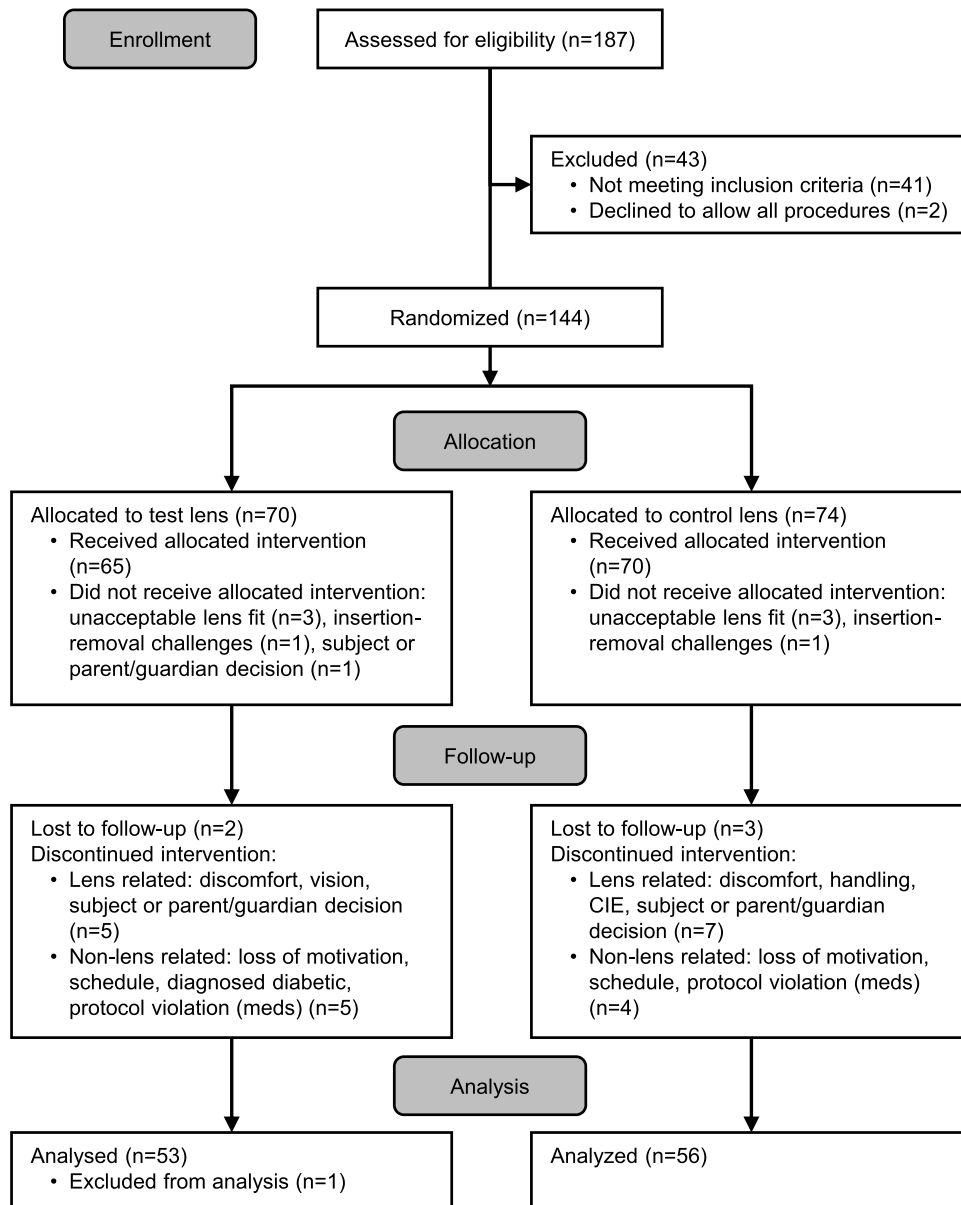 Enrollment
Assessed for eligibility (n=187)
Excluded (n=43)
• Not meeting inclusion criteria (n=41)
• Declined to allow all procedures (n=2)
Randomized (n=144)
Allocation
Allocated to test lens (n=70)
• Received allocated intervention
(n=65)
• Did not receive allocated intervention:
unacceptable lens fit (n=3), insertion-
removal challenges (n=1), subject or
parent/guardian decision (n=1)
Allocated to control lens (n=74)
• Received allocated intervention
(n=70)
• Did not receive allocated intervention:
unacceptable lens fit (n=3), insertion-
removal challenges (n=1)
Follow-up
Lost to follow-up (n=2)
Discontinued intervention:
• Lens related: discomfort, vision,
subject or parent/guardian decision
(n=5)
• Non-lens related: loss of motivation,
schedule, diagnosed diabetic,
protocol violation (meds) (n=5)
Lost to follow-up (n=3)
Discontinued intervention:
• Lens related: discomfort, handling,
CIE, subject or parent/guardian
decision (n=7)
• Non-lens related: loss of motivation,
schedule, protocol violation (meds)
(n=4)
Analysis
Analysed (n=53)
• Excluded from analysis (n=1)
Analyzed (n=56)